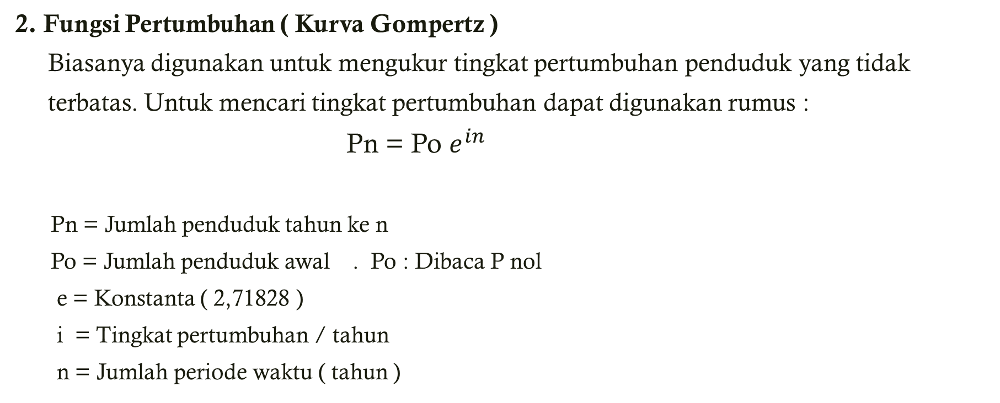 2. Fungsi Pertumbuhan ( Kurva Gompertz )
Biasanya digunakan untuk mengukur tingkat pertumbuhan penduduk yang tidak
terbatas. Untuk mencari tingkat pertumbuhan dapat digunakan rumus :
Pn = Po e^{in}
Pn = Jumlah penduduk tahun ke n
Po = Jumlah penduduk awal . Po : Dibaca P nol
e = Konstanta ( 2,71828 )
i = Tingkat pertumbuhan / tahun
n = Jumlah periode waktu ( tahun )